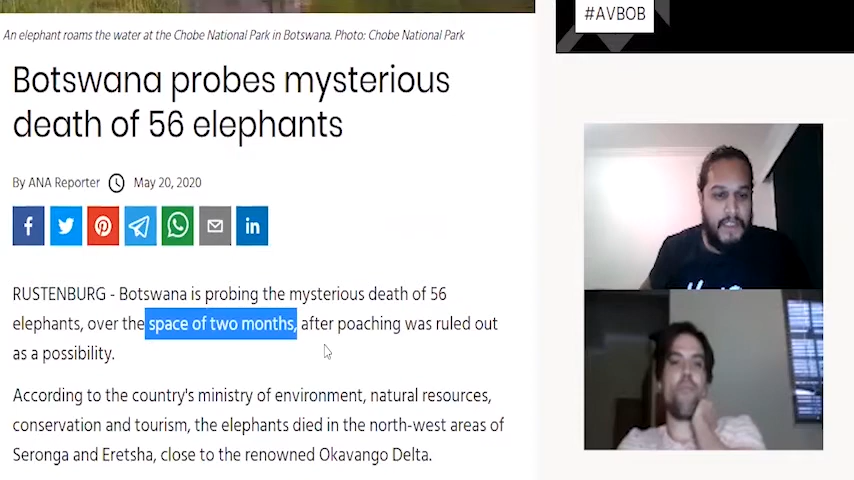 #AVBOB
An elephant roams the water at the Chobe National Park in Botswana. Photo: Chobe National Park
Botswana probes mysterious
death of 56 elephants
By ANA Reporter May 20, 2020
RUSTENBURG - Botswana is probing the mysterious death of 56
elephants, over the space of two months, after poaching was ruled out
as a possibility.
According to the country's ministry of environment, natural resources,
conservation and tourism, the elephants died in the north-west areas of
Seronga and Eretsha, close to the renowned Okavango Delta.